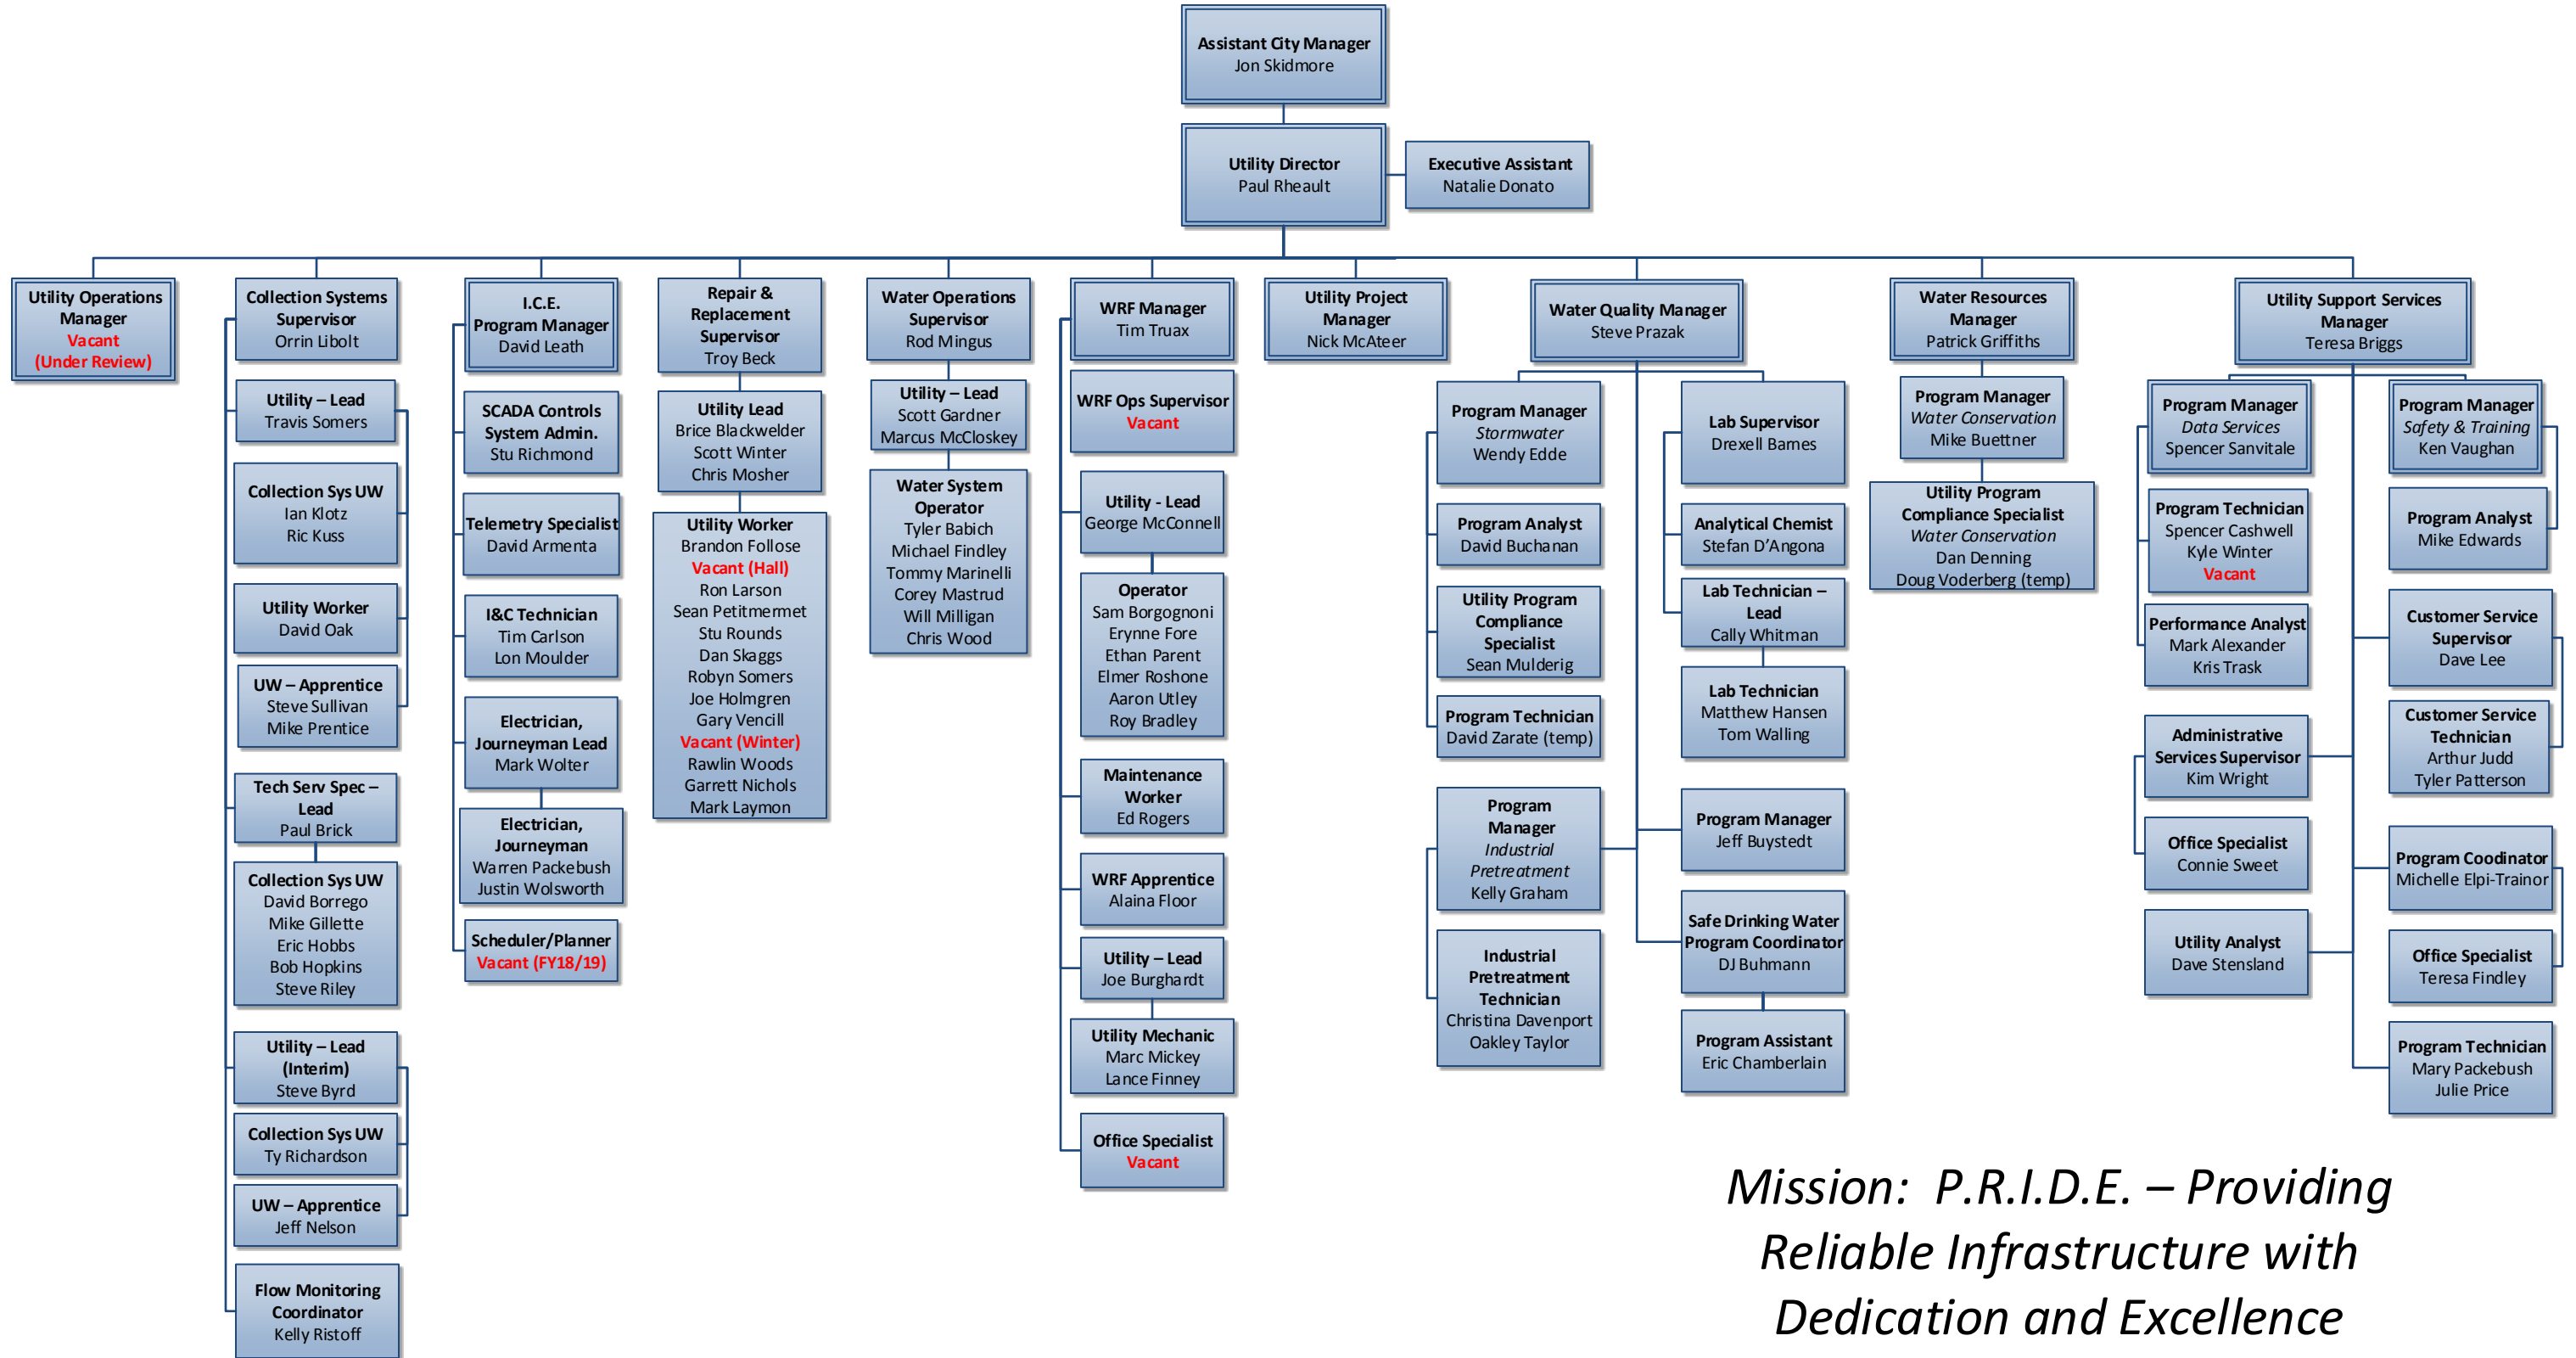 Assistant City Manager
Jon Skidmore
Utility Director
Paul Rheault
Executive Assistant
Natalie Donato
Utility Operations
Manager
Vacant
(Under Review)
Collection Systems
Supervisor
Orrin Libolt
Utility – Lead
Travis Somers
Collection Sys UW
Ian Klotz
Ric Kuss
Utility Worker
David Oak
UW – Apprentice
Steve Sullivan
Mike Prentice
Tech Serv Spec –
Lead
Paul Brick
Collection Sys UW
David Borrego
Mike Gillette
Eric Hobbs
Bob Hopkins
Steve Riley
Utility – Lead
(Interim)
Steve Byrd
Collection Sys UW
Ty Richardson
UW – Apprentice
Jeff Nelson
Flow Monitoring
Coordinator
Kelly Ristoff
I.C.E.
Program Manager
David Leath
SCADA Controls
System Admin.
Stu Richmond
Telemetry Specialist
David Armenta
I&C Technician
Tim Carlson
Lon Moulder
Electrician,
Journeyman Lead
Mark Wolter
Electrician,
Journeyman
Warren Packebush
Justin Wolsworth
Scheduler/Planner
Vacant (FY18/19)
Repair &
Replacement
Supervisor
Troy Beck
Utility Lead
Brice Blackwelder
Scott Winter
Chris Mosher
Utility Worker
Brandon Follose
Vacant (Hall)
Ron Larson
Sean Petitmermet
Stu Rounds
Dan Skaggs
Robyn Somers
Joe Holmgren
Gary Vencill
Vacant (Winter)
Rawlin Woods
Garrett Nichols
Mark Laymon
Water Operations
Supervisor
Rod Mingus
Utility – Lead
Scott Gardner
Marcus McCloskey
Water System
Operator
Tyler Babich
Michael Findley
Tommy Marinelli
Corey Mastrud
Will Milligan
Chris Wood
WRF Manager
Tim Truax
WRF Ops Supervisor
Vacant
Utility - Lead
George McConnell
Operator
Sam Borgognoni
Erynne Fore
Ethan Parent
Elmer Roshone
Aaron Utley
Roy Bradley
Maintenance
Worker
Ed Rogers
WRF Apprentice
Alaina Floor
Utility – Lead
Joe Burghardt
Utility Mechanic
Marc Mickey
Lance Finney
Office Specialist
Vacant
Utility Project
Manager
Nick McAteer
Water Quality Manager
Steve Prazak
Program Manager
Stormwater
Wendy Edde
Program Analyst
David Buchanan
Utility Program
Compliance
Specialist
Sean Mulderig
Program Technician
David Zarate (temp)
Program
Manager
Industrial
Pretreatment
Kelly Graham
Industrial
Pretreatment
Technician
Christina Davenport
Oakley Taylor
Lab Supervisor
Drexell Barnes
Analytical Chemist
Stefan D’Angona
Lab Technician –
Lead
Cally Whitman
Lab Technician
Matthew Hansen
Tom Walling
Program Manager
Jeff Buystedt
Safe Drinking Water
Program Coordinator
DJ Buhmann
Program Assistant
Eric Chamberlain
Water Resources
Manager
Patrick Griffiths
Program Manager
Water Conservation
Mike Buettner
Utility Program
Compliance Specialist
Water Conservation
Dan Denning
Doug Voderberg (temp)
Utility Support Services
Manager
Teresa Briggs
Program Manager
Data Services
Spencer Sanvitale
Program Technician
Spencer Cashwell
Kyle Winter
Vacant
Performance Analyst
Mark Alexander
Kris Trask
Administrative
Services Supervisor
Kim Wright
Office Specialist
Connie Sweet
Utility Analyst
Dave Stensland
Program Manager
Safety & Training
Ken Vaughan
Program Analyst
Mike Edwards
Customer Service
Supervisor
Dave Lee
Customer Service
Technician
Arthur Judd
Tyler Patterson
Program Coodinator
Michelle Elpi-Trainor
Office Specialist
Teresa Findley
Program Technician
Mary Packebush
Julie Price
Mission:  P.R.I.D.E. – Providing
Reliable Infrastructure with
Dedication and Excellence